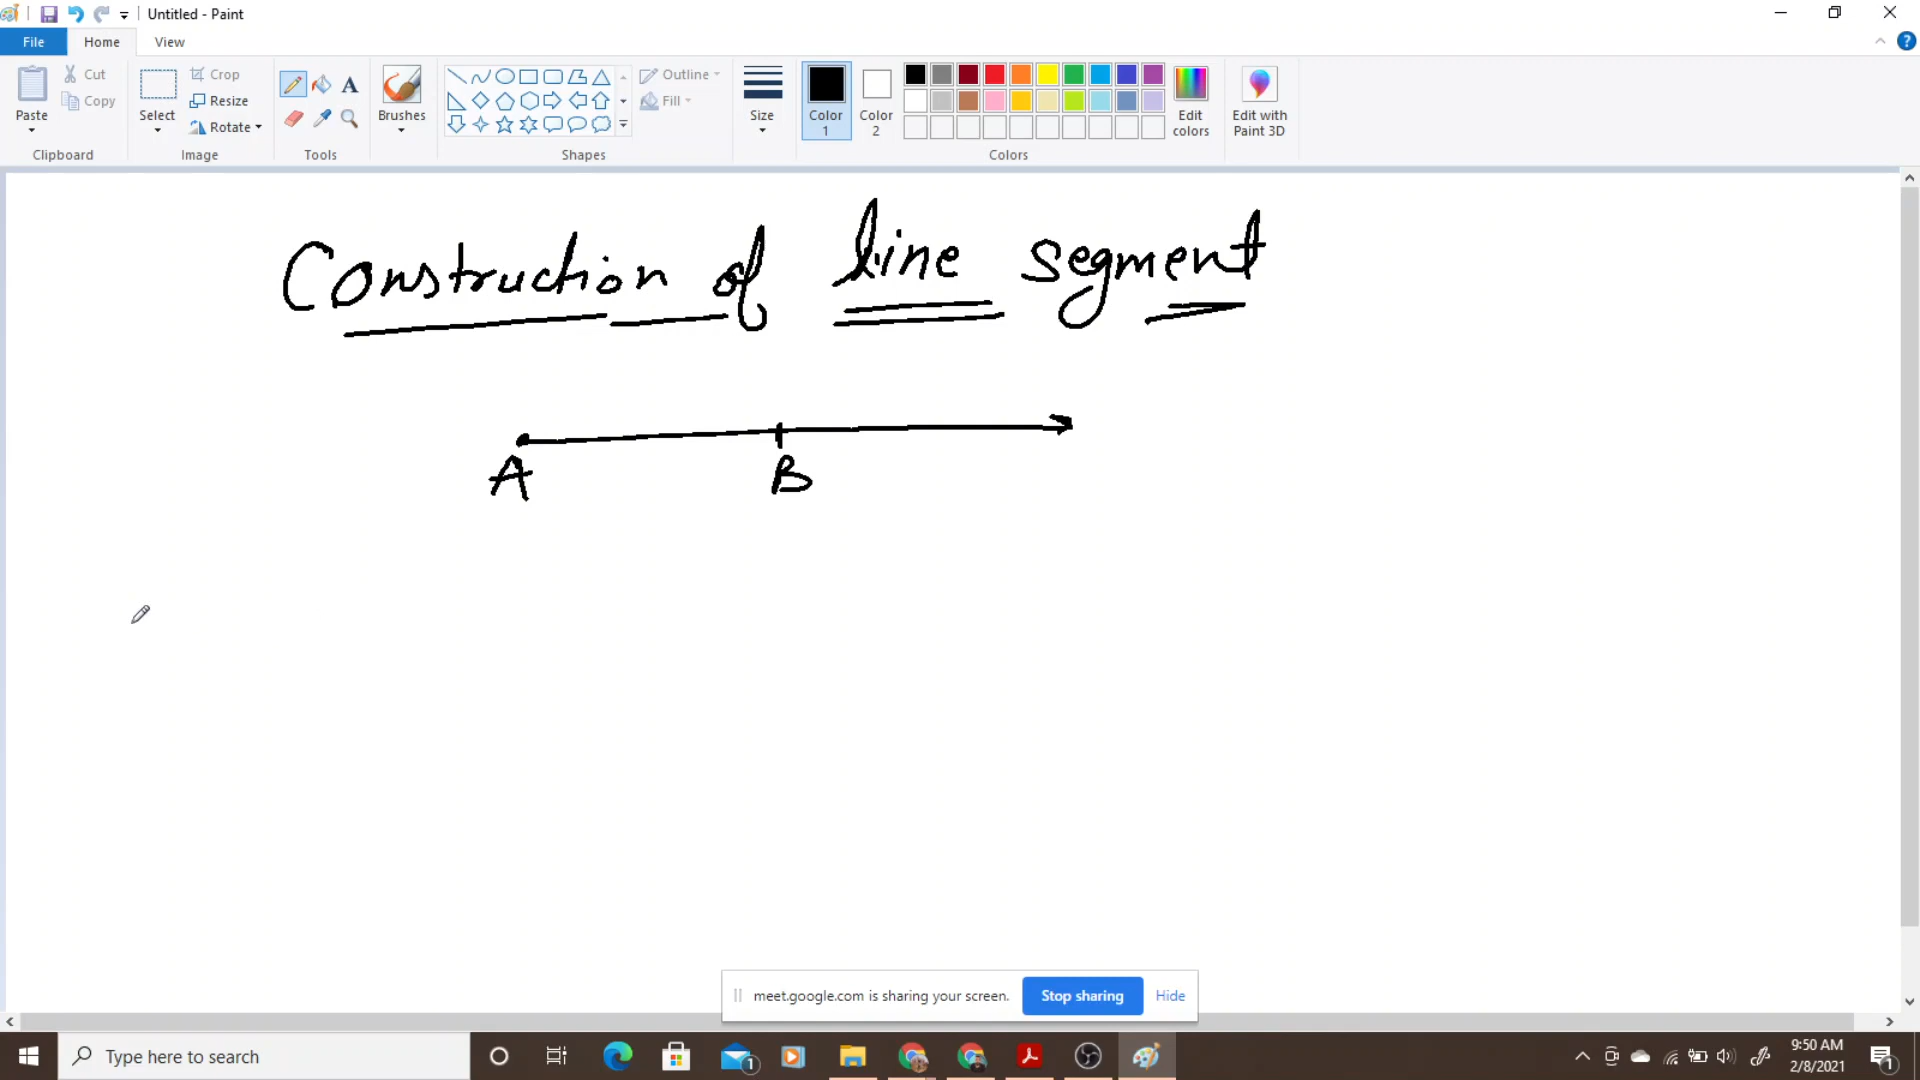 Untitled - Paint
File Home View
Cut
Copy
Paste
Clipboard
Select
Crop
Resize
Rotate
Image
Tools
Brushes
Shapes
Outline
Fill
Size
Color 1
Color 2
Colors
Edit colors
Edit with Paint 3D
Construction of line segment
A B
meet.google.com is sharing your screen. Stop sharing Hide
Type here to search
1
9:50 AM
2/8/2021
1